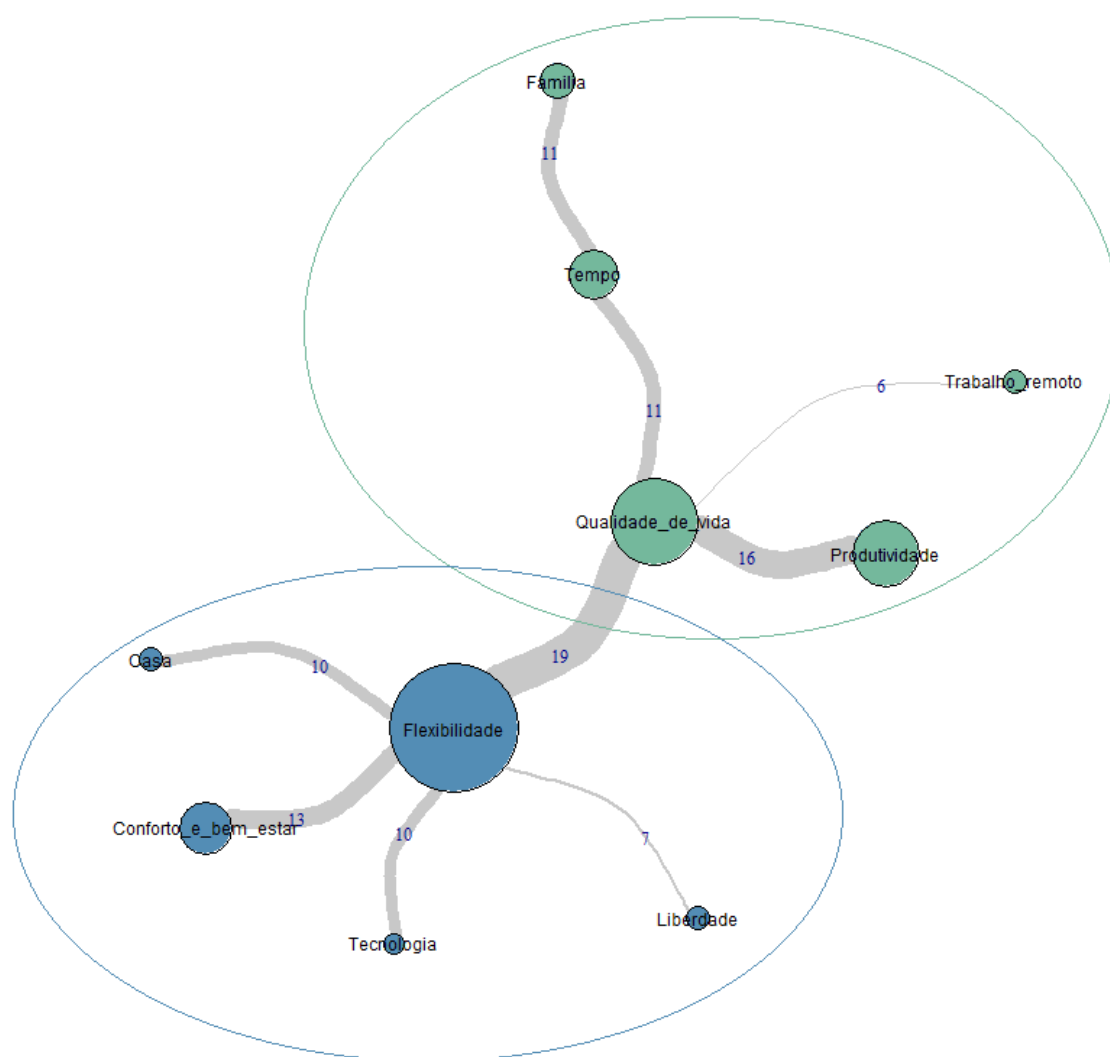 Família
11
Tempo
11
6
Trabalho_remoto
Qualidade_de_vida
16
Produtividade
19
Casa
10
Flexibilidade
Conforto_e_bem_estar
13
10
7
Tecnologia
Liberdade